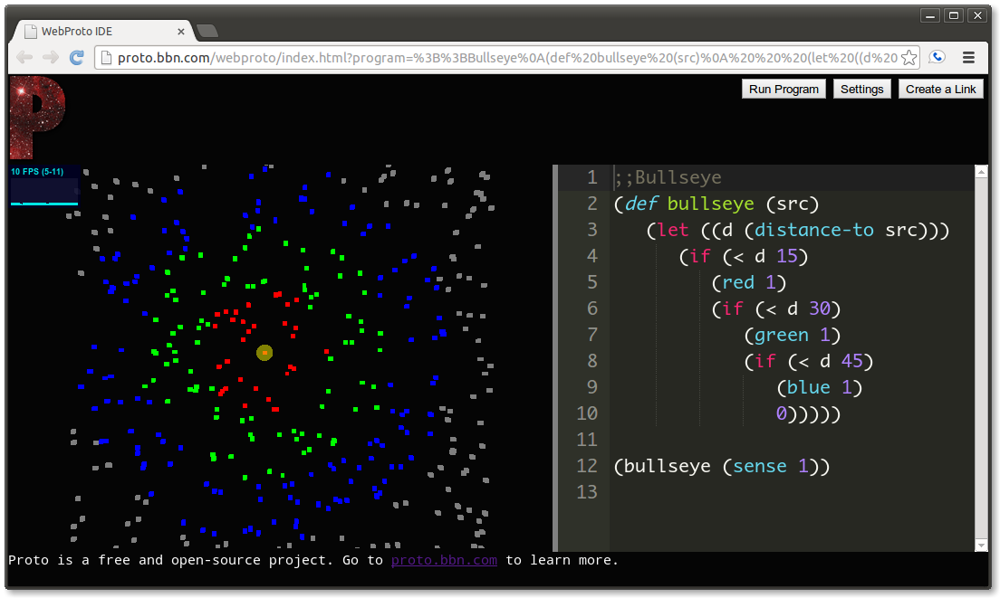 WebProto IDE
proto.bbn.com/webproto/index.html?program=%3B%3BBullseye%0A(def%20bullseye%20(src)%0A%20%20%20(let%20((d%20
P
Run Program Settings Create a Link
10 FPS (5-11)
1 ;;Bullseye
2 (def bullseye (src)
3 (let ((d (distance-to src)))
4 (if (< d 15)
5 (red 1)
6 (if (< d 30)
7 (green 1)
8 (if (< d 45)
9 (blue 1)
10 0)))))
11
12 (bullseye (sense 1))
13
Proto is a free and open-source project. Go to proto.bbn.com to learn more.